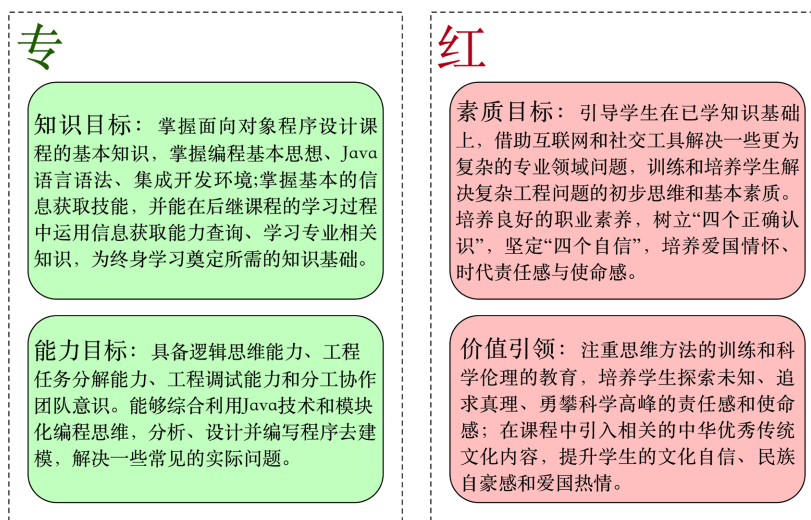 专
知识目标：掌握面向对象程序设计课
程的基本知识，掌握编程基本思想、Java
语言语法、集成开发环境;掌握基本的信
息获取技能，并能在后继课程的学习过程
中运用信息获取能力查询、学习专业相关
知识，为终身学习奠定所需的知识基础。
能力目标：具备逻辑思维能力、工程
任务分解能力、工程调试能力和分工协作
团队意识。能够综合利用Java技术和模块
化编程思维，分析、设计并编写程序去建
模，解决一些常见的实际问题。
红
素质目标：引导学生在已学知识基础
上，借助互联网和社交工具解决一些更为
复杂的专业领域问题，训练和培养学生解
决复杂工程问题的初步思维和基本素质。
培养良好的职业素养，树立“四个正确认
识”，坚定“四个自信”，培养爱国情怀、
时代责任感与使命感。
价值引领：注重思维方法的训练和科
学伦理的教育，培养学生探索未知、追
求真理、勇攀科学高峰的责任感和使命
感；在课程中引入相关的中华优秀传统
文化内容，提升学生的文化自信、民族
自豪感和爱国热情。